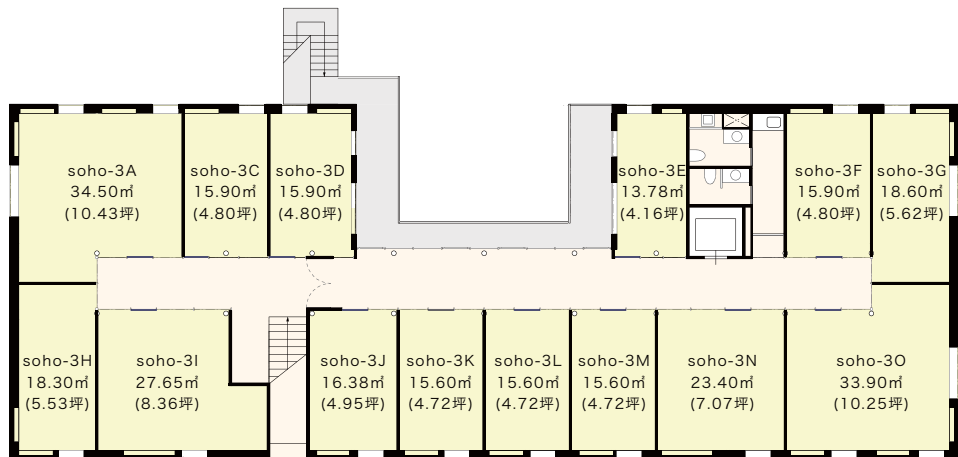 soho-3A
34.50㎡
(10.43坪)
soho-3C
15.90㎡
(4.80坪)
soho-3D
15.90㎡
(4.80坪)
soho-3E
13.78㎡
(4.16坪)
soho-3F
15.90㎡
(4.80坪)
soho-3G
18.60㎡
(5.62坪)
soho-3H
18.30㎡
(5.53坪)
soho-3I
27.65㎡
(8.36坪)
soho-3J
16.38㎡
(4.95坪)
soho-3K
15.60㎡
(4.72坪)
soho-3L
15.60㎡
(4.72坪)
soho-3M
15.60㎡
(4.72坪)
soho-3N
23.40㎡
(7.07坪)
soho-3O
33.90㎡
(10.25坪)